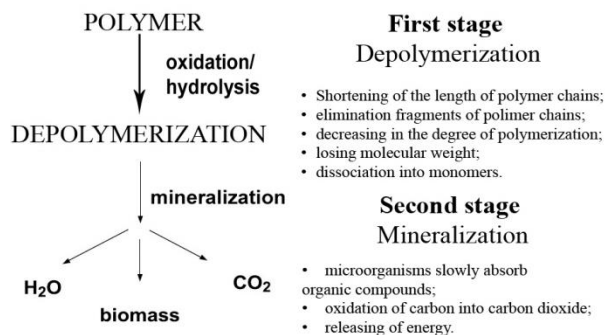 POLYMER
oxidation/
hydrolysis
DEPOLYMERIZATION
mineralization
H₂O
biomass
CO₂
First stage
Depolymerization
• Shortening of the length of polymer chains;
• elimination fragments of polimer chains;
• decreasing in the degree of polymerization;
• losing molecular weight;
• dissociation into monomers.
Second stage
Mineralization
• microorganisms slowly absorb
organic compounds;
• oxidation of carbon into carbon dioxide;
• releasing of energy.